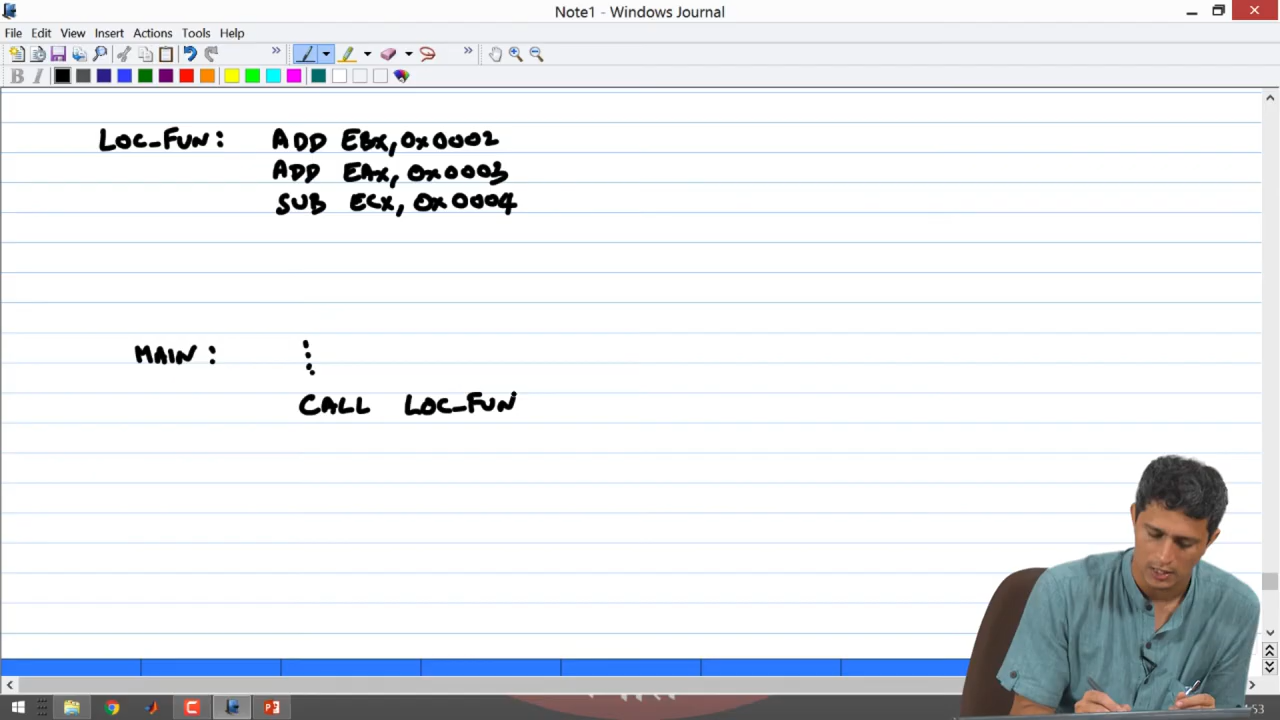 Note1 - Windows Journal
File Edit View Insert Actions Tools Help
B I
LOC_FUN: ADD EBX, 0x0002
ADD EAX, 0x0003
SUB ECX, 0x0004
MAIN:
CALL LOC_FUN
:53